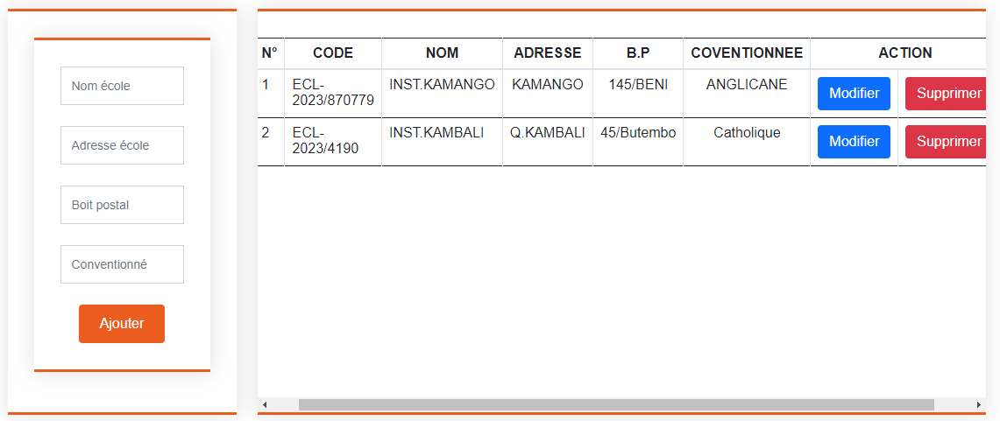 Nom école
Adresse école
Boit postal
Conventionné
Ajouter
N° CODE NOM ADRESSE B.P COVENTIONNEE ACTION
1 ECL-2023/870779 INST.KAMANGO KAMANGO 145/BENI ANGLICANE Modifier Supprimer
2 ECL-2023/4190 INST.KAMBALI Q.KAMBALI 45/Butembo Catholique Modifier Supprimer